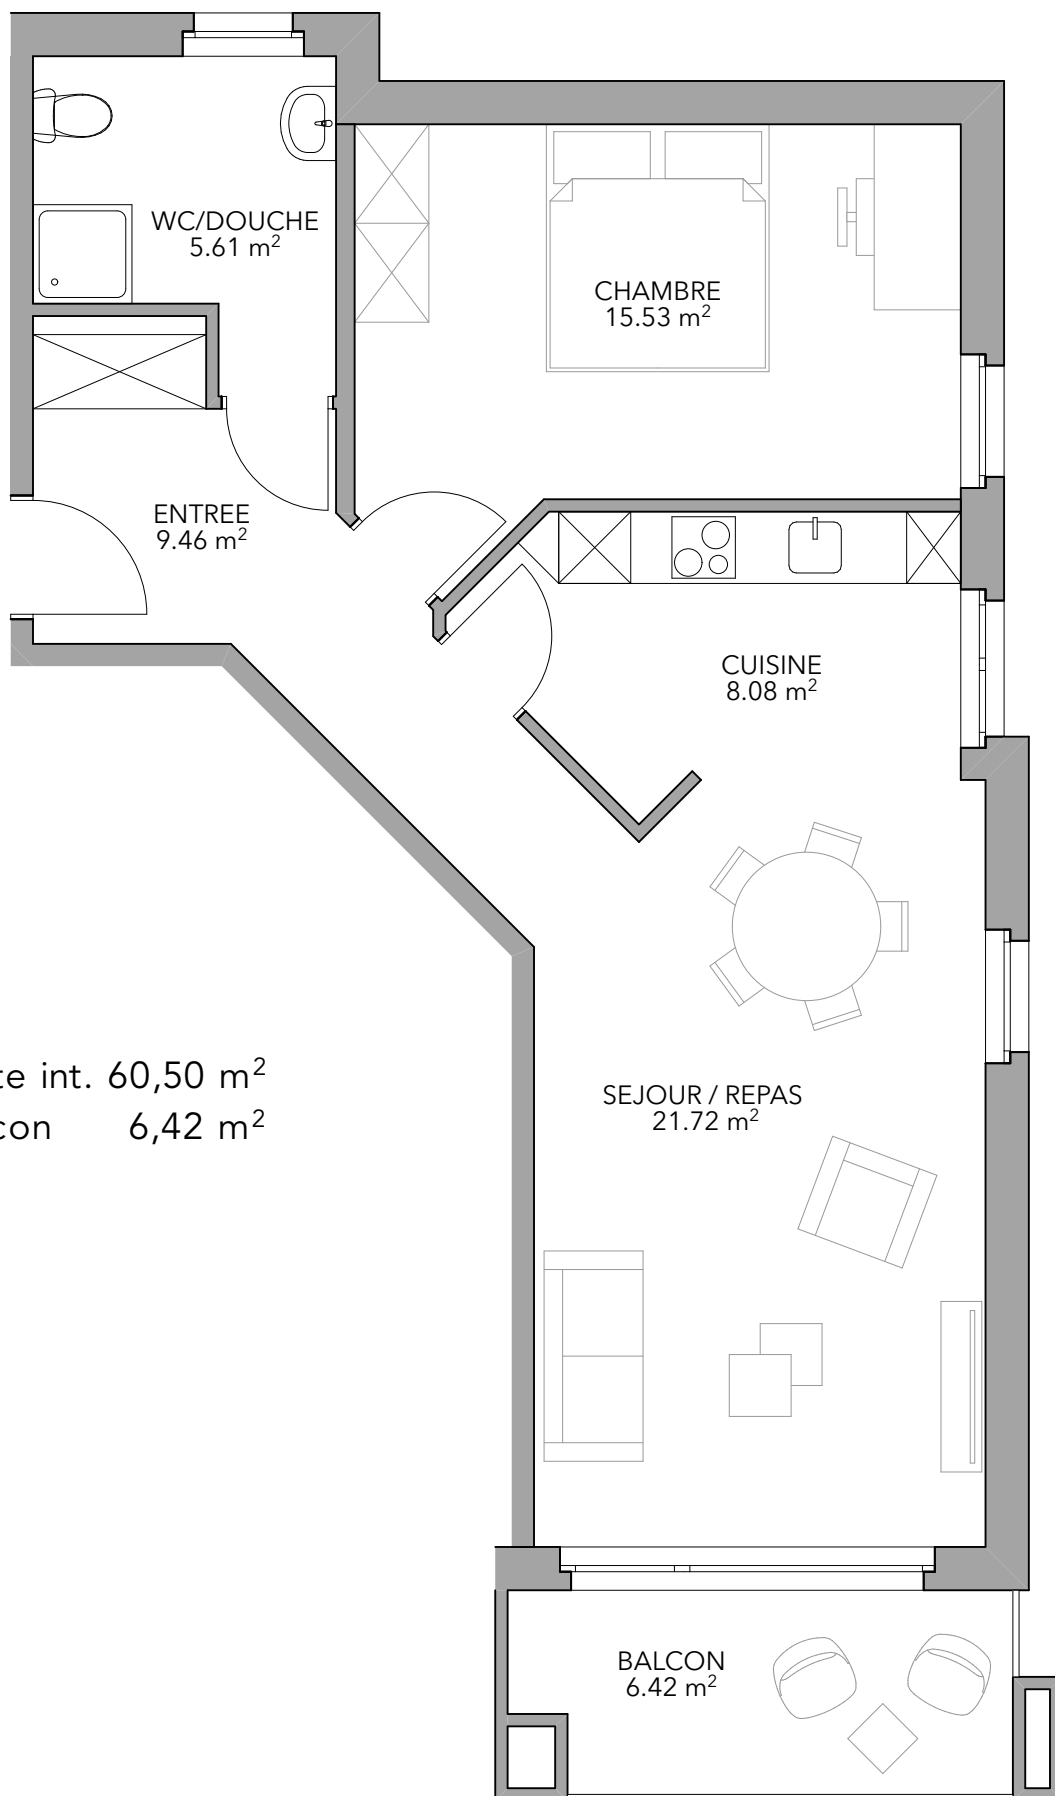 WC/DOUCHE
5.61 m²
CHAMBRE
15.53 m²
ENTREE
9.46 m²
CUISINE
8.08 m²
te int. 60,50 m²
con 6,42 m²
SEJOUR / REPAS
21.72 m²
BALCON
6.42 m²